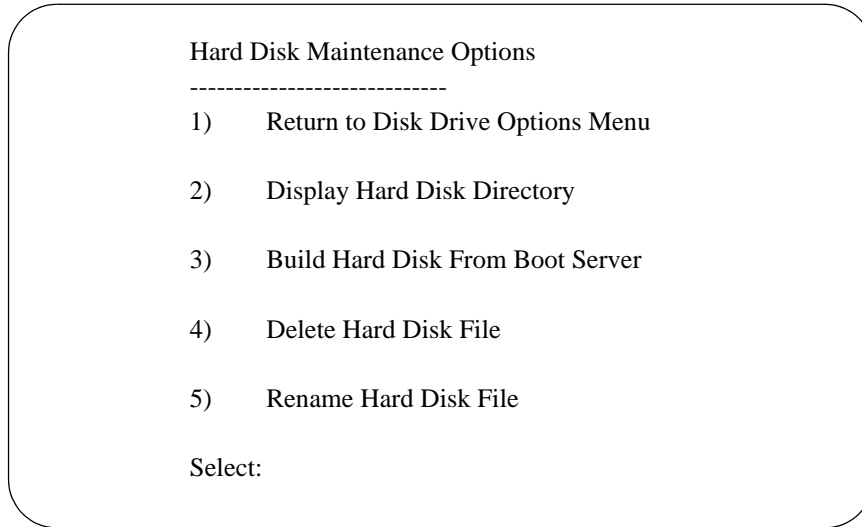 Hard Disk Maintenance Options
-----------------------------
1) Return to Disk Drive Options Menu
2) Display Hard Disk Directory
3) Build Hard Disk From Boot Server
4) Delete Hard Disk File
5) Rename Hard Disk File
Select: